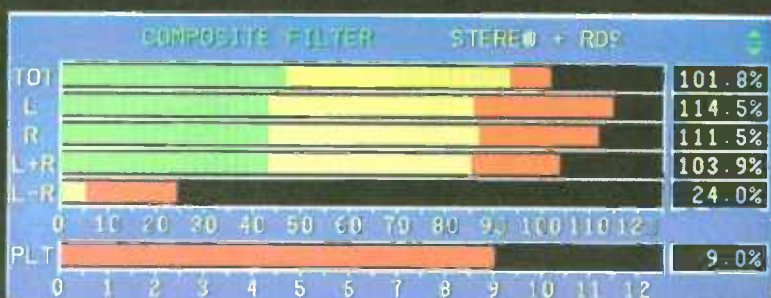 COMPOSITE FILTER STEREO + RDS
TOT 101.8%
L 114.5%
R 111.5%
L+R 103.9%
L-R 24.0%
0 10 20 30 40 50 60 70 80 90 100 110 120
PLT 9.0%
0 1 2 3 4 5 6 7 8 9 10 11 12